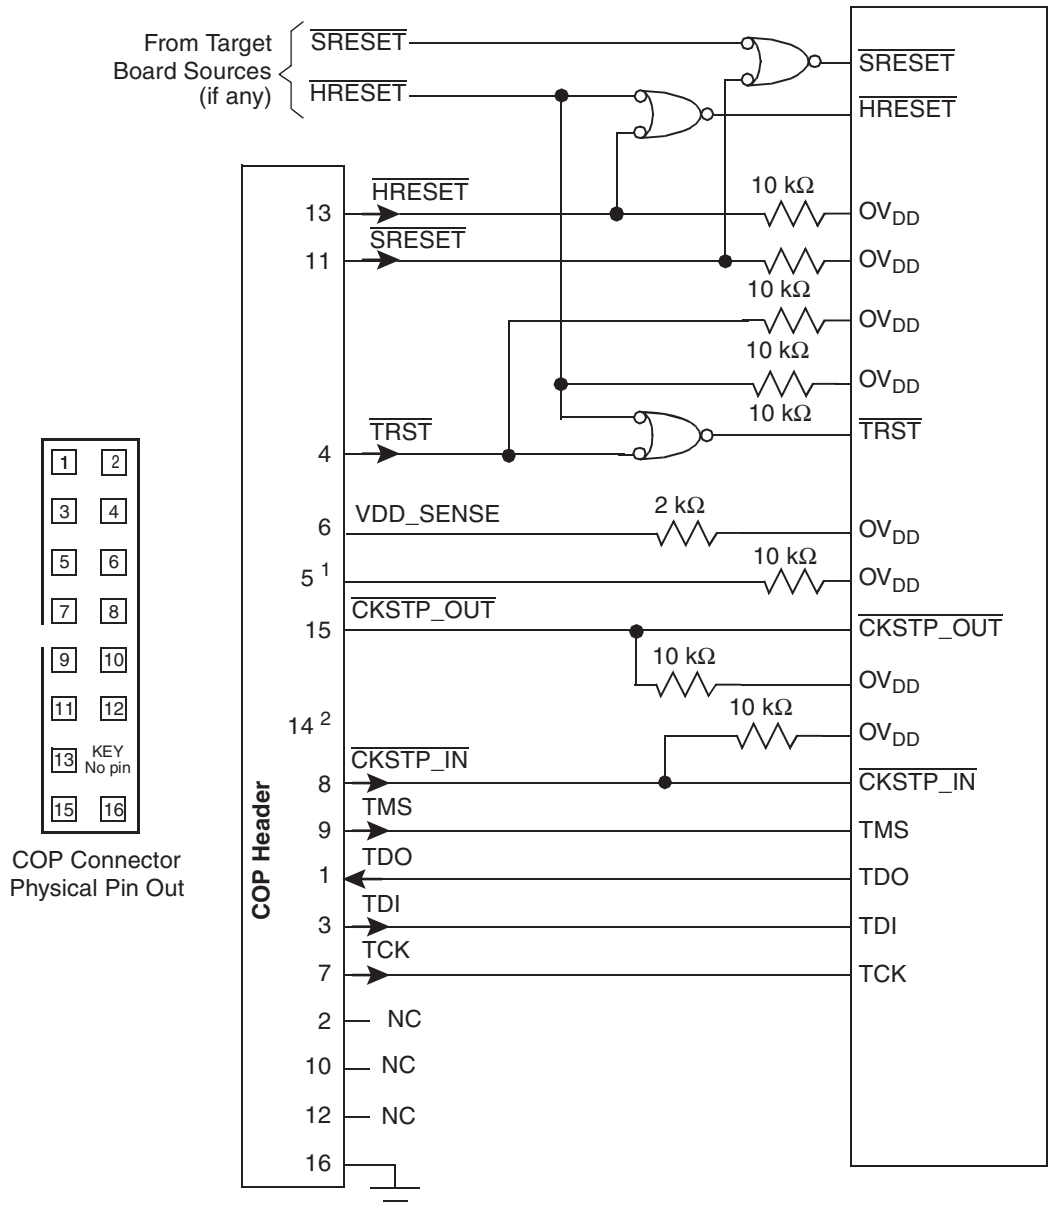 From Target
Board Sources
(if any)
SRESET
HRESET
SRESET
HRESET
13
HRESET
10 kΩ
OVDD
11
SRESET
10 kΩ
OVDD
10 kΩ
OVDD
10 kΩ
OVDD
4
TRST
TRST
6
VDD_SENSE
2 kΩ
OVDD
5 1
10 kΩ
OVDD
15
CKSTP_OUT
CKSTP_OUT
10 kΩ
OVDD
14 2
10 kΩ
OVDD
8
CKSTP_IN
CKSTP_IN
9
TMS
TMS
1
TDO
TDO
3
TDI
TDI
7
TCK
TCK
2
NC
10
NC
12
NC
16
COP Header
1 2
3 4
5 6
7 8
9 10
11 12
13 KEY
No pin
15 16
COP Connector
Physical Pin Out